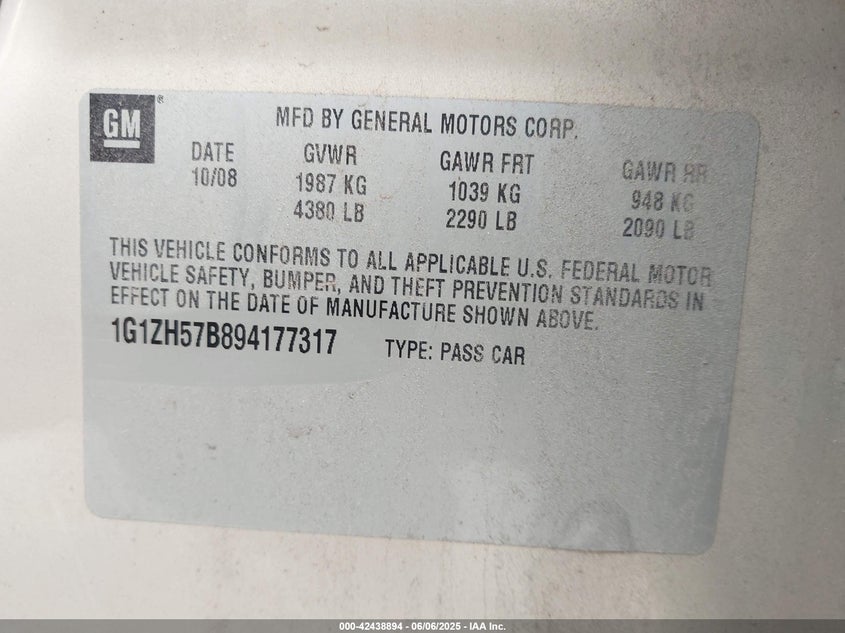 GM®
MFD BY GENERAL MOTORS CORP.
DATE GVWR GAWR FRT GAWR RR
10/08 1987 KG 1039 KG 948 KG
4380 LB 2290 LB 2090 LB
THIS VEHICLE CONFORMS TO ALL APPLICABLE U.S. FEDERAL MOTOR
VEHICLE SAFETY, BUMPER, AND THEFT PREVENTION STANDARDS IN
EFFECT ON THE DATE OF MANUFACTURE SHOWN ABOVE.
1G1ZH57B894177317 TYPE: PASS CAR
000-42438894 - 06/06/2025 - IAA Inc.